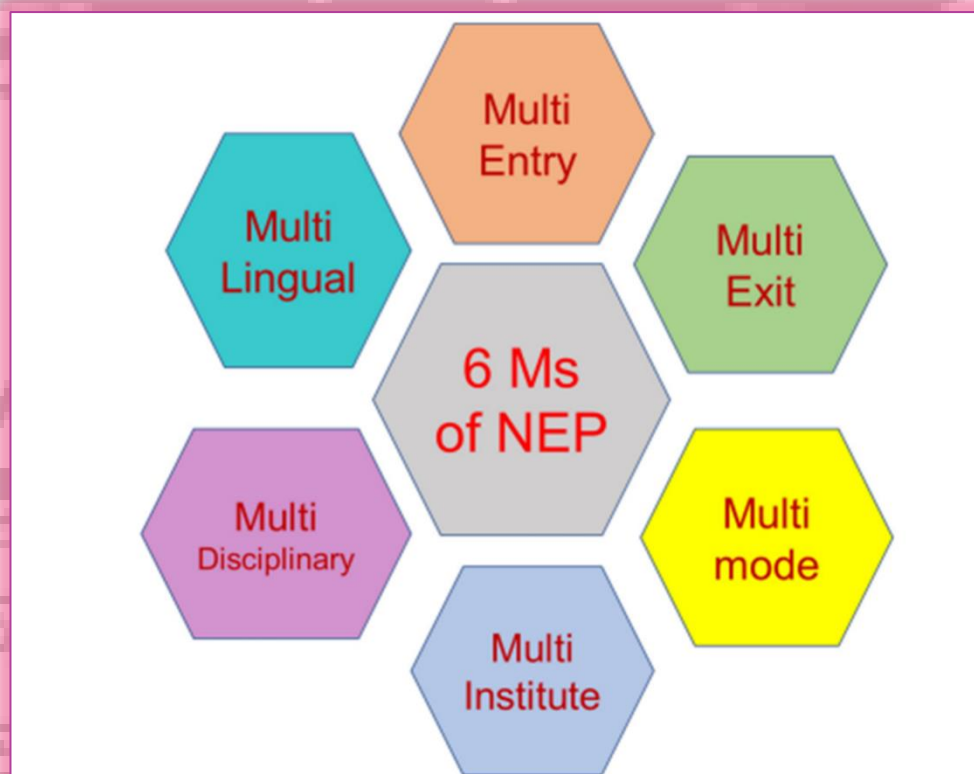 Multi
Entry
Multi
Lingual
Multi
Exit
6 Ms
of NEP
Multi
Disciplinary
Multi
mode
Multi
Institute